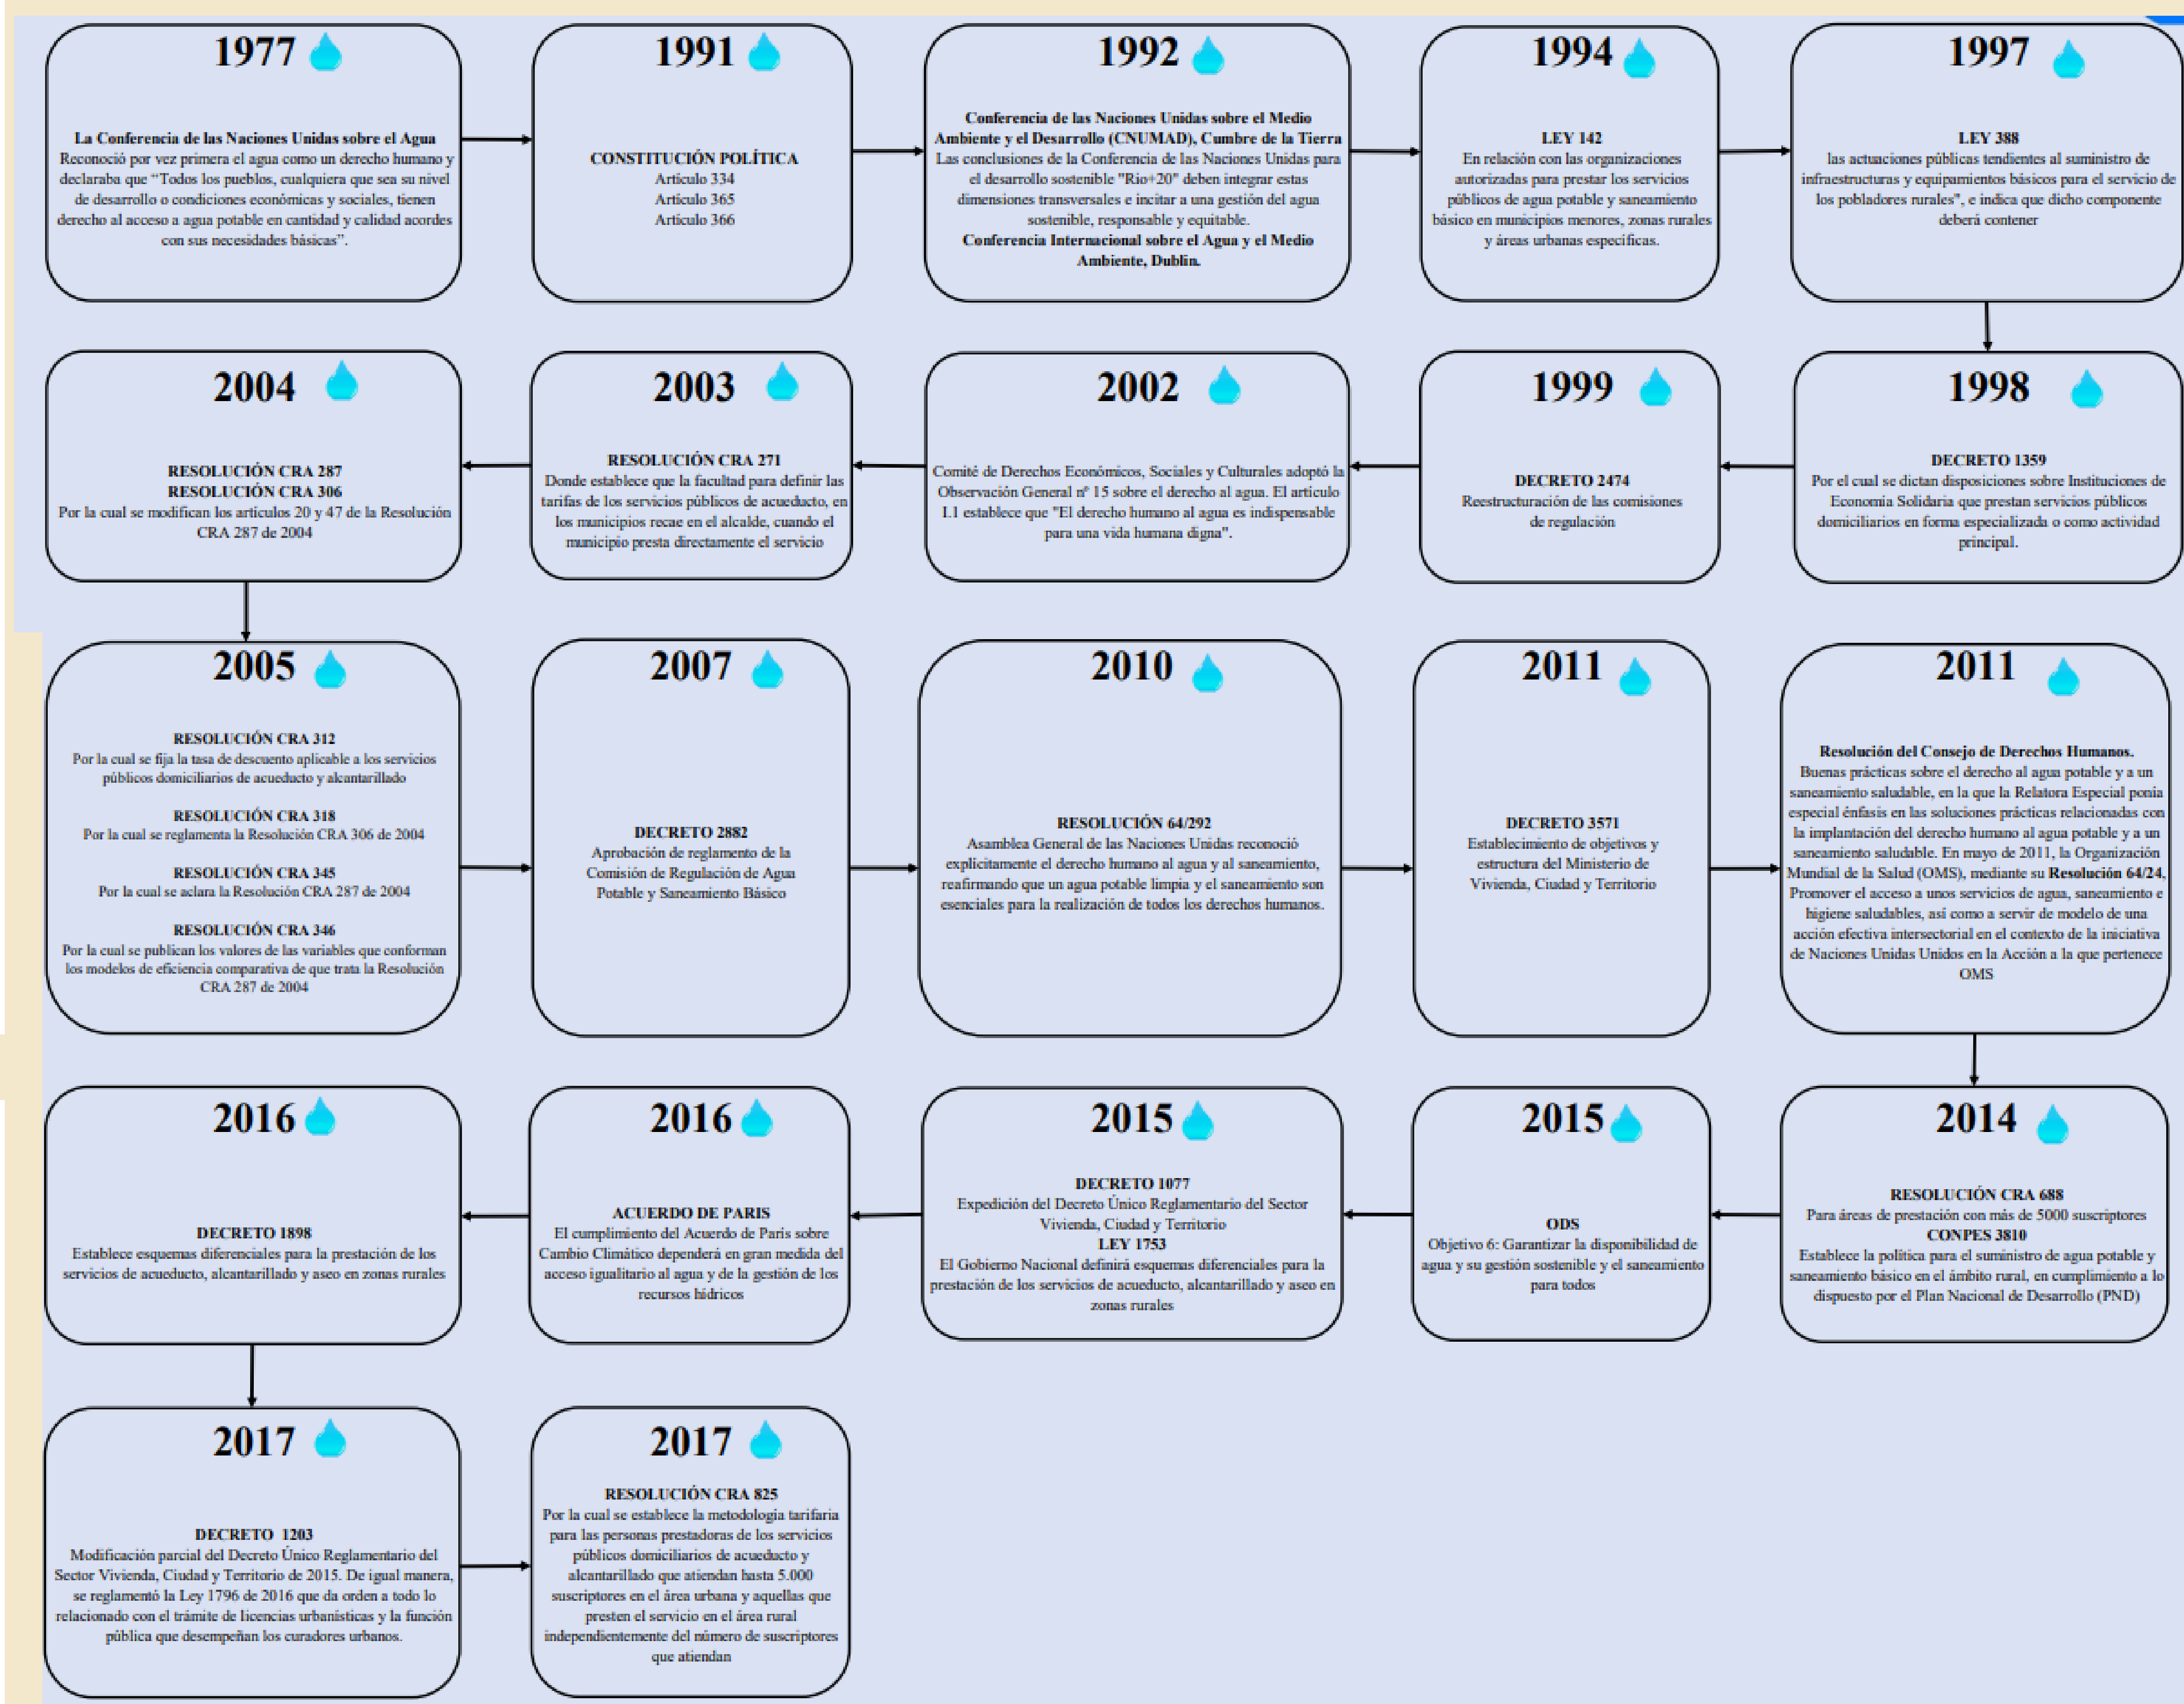 1977
La Conferencia de las Naciones Unidas sobre el Agua
Reconoció por vez primera el agua como un derecho humano y
declaraba que “Todos los pueblos, cualquiera que sea su nivel
de desarrollo o condiciones económicas y sociales, tienen
derecho al acceso a agua potable en cantidad y calidad acordes
con sus necesidades básicas”.
1991
CONSTITUCIÓN POLÍTICA
Artículo 334
Artículo 365
Artículo 366
1992
Conferencia de las Naciones Unidas sobre el Medio
Ambiente y el Desarrollo (CNUMAD), Cumbre de la Tierra
Las conclusiones de la Conferencia de las Naciones Unidas para
el desarrollo sostenible "Rio+20" deben integrar estas
dimensiones transversales e incitar a una gestión del agua
sostenible, responsable y equitable.
Conferencia Internacional sobre el Agua y el Medio
Ambiente, Dublin.
1994
LEY 142
En relación con las organizaciones
autorizadas para prestar los servicios
públicos de agua potable y saneamiento
básico en municipios menores, zonas rurales
y áreas urbanas específicas.
1997
LEY 388
las actuaciones públicas tendientes al suministro de
infraestructuras y equipamientos básicos para el servicio de
los pobladores rurales", e indica que dicho componente
deberá contener
2004
RESOLUCIÓN CRA 287
RESOLUCIÓN CRA 306
Por la cual se modifican los artículos 20 y 47 de la Resolución
CRA 287 de 2004
2003
RESOLUCIÓN CRA 271
Donde establece que la facultad para definir las
tarifas de los servicios públicos de acueducto, en
los municipios recae en el alcalde, cuando el
municipio presta directamente el servicio
2002
Comité de Derechos Económicos, Sociales y Culturales adoptó la
Observación General nº 15 sobre el derecho al agua. El artículo
I.1 establece que "El derecho humano al agua es indispensable
para una vida humana digna".
1999
DECRETO 2474
Reestructuración de las comisiones
de regulación
1998
DECRETO 1359
Por el cual se dictan disposiciones sobre Instituciones de
Economía Solidaria que prestan servicios públicos
domiciliarios en forma especializada o como actividad
principal.
2005
RESOLUCIÓN CRA 312
Por la cual se fija la tasa de descuento aplicable a los servicios
públicos domiciliarios de acueducto y alcantarillado
RESOLUCIÓN CRA 318
Por la cual se reglamenta la Resolución CRA 306 de 2004
RESOLUCIÓN CRA 345
Por la cual se aclara la Resolución CRA 287 de 2004
RESOLUCIÓN CRA 346
Por la cual se publican los valores de las variables que conforman
los modelos de eficiencia comparativa de que trata la Resolución
CRA 287 de 2004
2007
DECRETO 2882
Aprobación de reglamento de la
Comisión de Regulación de Agua
Potable y Saneamiento Básico
2010
RESOLUCIÓN 64/292
Asamblea General de las Naciones Unidas reconoció
explícitamente el derecho humano al agua y al saneamiento,
reafirmando que un agua potable limpia y el saneamiento son
esenciales para la realización de todos los derechos humanos.
2011
DECRETO 3571
Establecimiento de objetivos y
estructura del Ministerio de
Vivienda, Ciudad y Territorio
2011
Resolución del Consejo de Derechos Humanos.
Buenas prácticas sobre el derecho al agua potable y a un
saneamiento saludable, en la que la Relatora Especial ponía
especial énfasis en las soluciones prácticas relacionadas con
la implantación del derecho humano al agua potable y a un
saneamiento saludable. En mayo de 2011, la Organización
Mundial de la Salud (OMS), mediante su Resolución 64/24,
Promover el acceso a unos servicios de agua, saneamiento e
higiene saludables, así como a servir de modelo de una
acción efectiva intersectorial en el contexto de la iniciativa
de Naciones Unidas Unidos en la Acción a la que pertenece
OMS
2016
DECRETO 1898
Establece esquemas diferenciales para la prestación de los
servicios de acueducto, alcantarillado y aseo en zonas rurales
2016
ACUERDO DE PARIS
El cumplimiento del Acuerdo de París sobre
Cambio Climático dependerá en gran medida del
acceso igualitario al agua y de la gestión de los
recursos hídricos
2015
DECRETO 1077
Expedición del Decreto Único Reglamentario del Sector
Vivienda, Ciudad y Territorio
LEY 1753
El Gobierno Nacional definirá esquemas diferenciales para la
prestación de los servicios de acueducto, alcantarillado y aseo en
zonas rurales
2015
ODS
Objetivo 6: Garantizar la disponibilidad de
agua y su gestión sostenible y el saneamiento
para todos
2014
RESOLUCIÓN CRA 688
Para áreas de prestación con más de 5000 suscriptores
CONPES 3810
Establece la política para el suministro de agua potable y
saneamiento básico en el ámbito rural, en cumplimiento a lo
dispuesto por el Plan Nacional de Desarrollo (PND)
2017
DECRETO 1203
Modificación parcial del Decreto Único Reglamentario del
Sector Vivienda, Ciudad y Territorio de 2015. De igual manera,
se reglamentó la Ley 1796 de 2016 que da orden a todo lo
relacionado con el trámite de licencias urbanísticas y la función
pública que desempeñan los curadores urbanos.
2017
RESOLUCIÓN CRA 825
Por la cual se establece la metodología tarifaria
para las personas prestadoras de los servicios
públicos domiciliarios de acueducto y
alcantarillado que atiendan hasta 5.000
suscriptores en el área urbana y aquellas que
presten el servicio en el área rural
independientemente del número de suscriptores
que atiendan